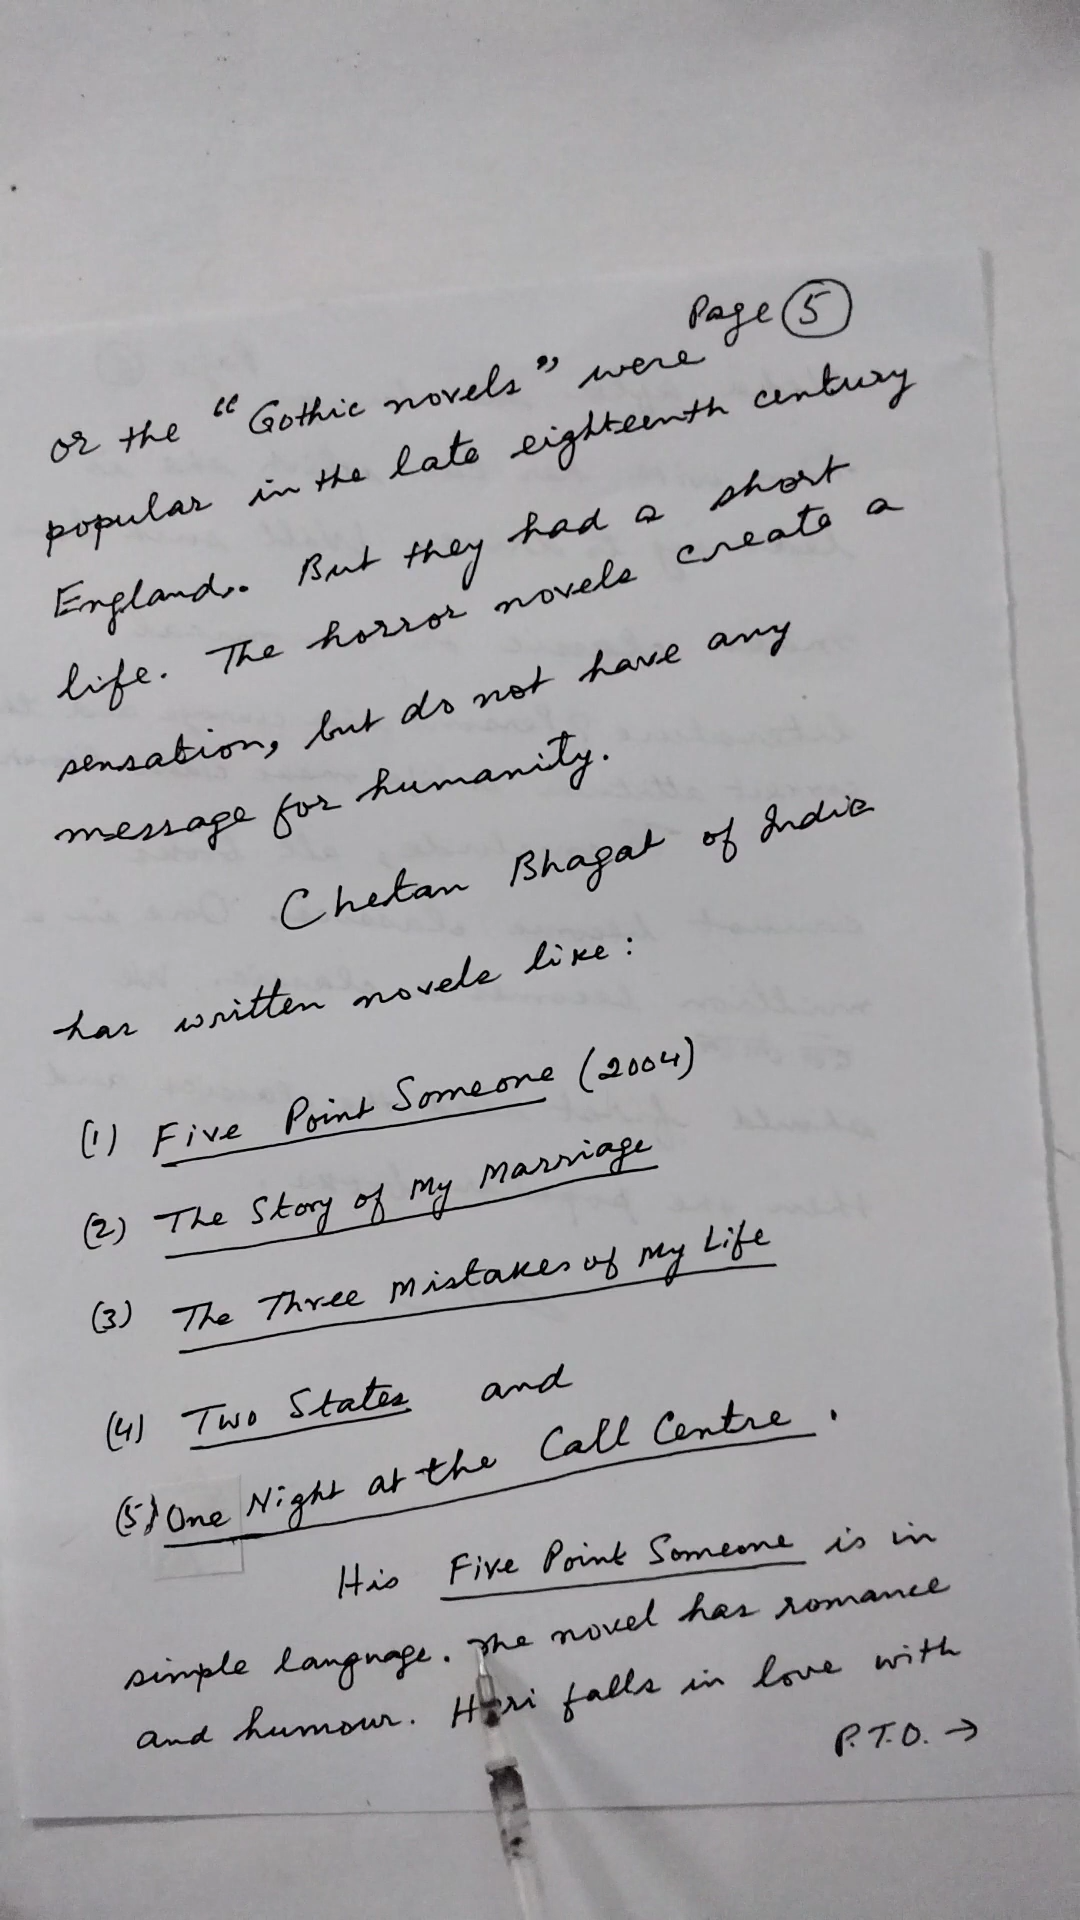 Page 5
or the "Gothic novels" were
popular in the late eighteenth century
England. But they had a short
life. The horror novels create a
sensation, but do not have any
message for humanity.
Chetan Bhagat of India
has written novels like:
(1) Five Point Someone (2004)
(2) The Story of My Marriage
(3) The Three Mistakes of My Life
(4) Two States and
(5) One Night at the Call Centre.
His Five Point Someone is in
simple language. The novel has romance
and humour. Hari falls in love with
P.T.O. →